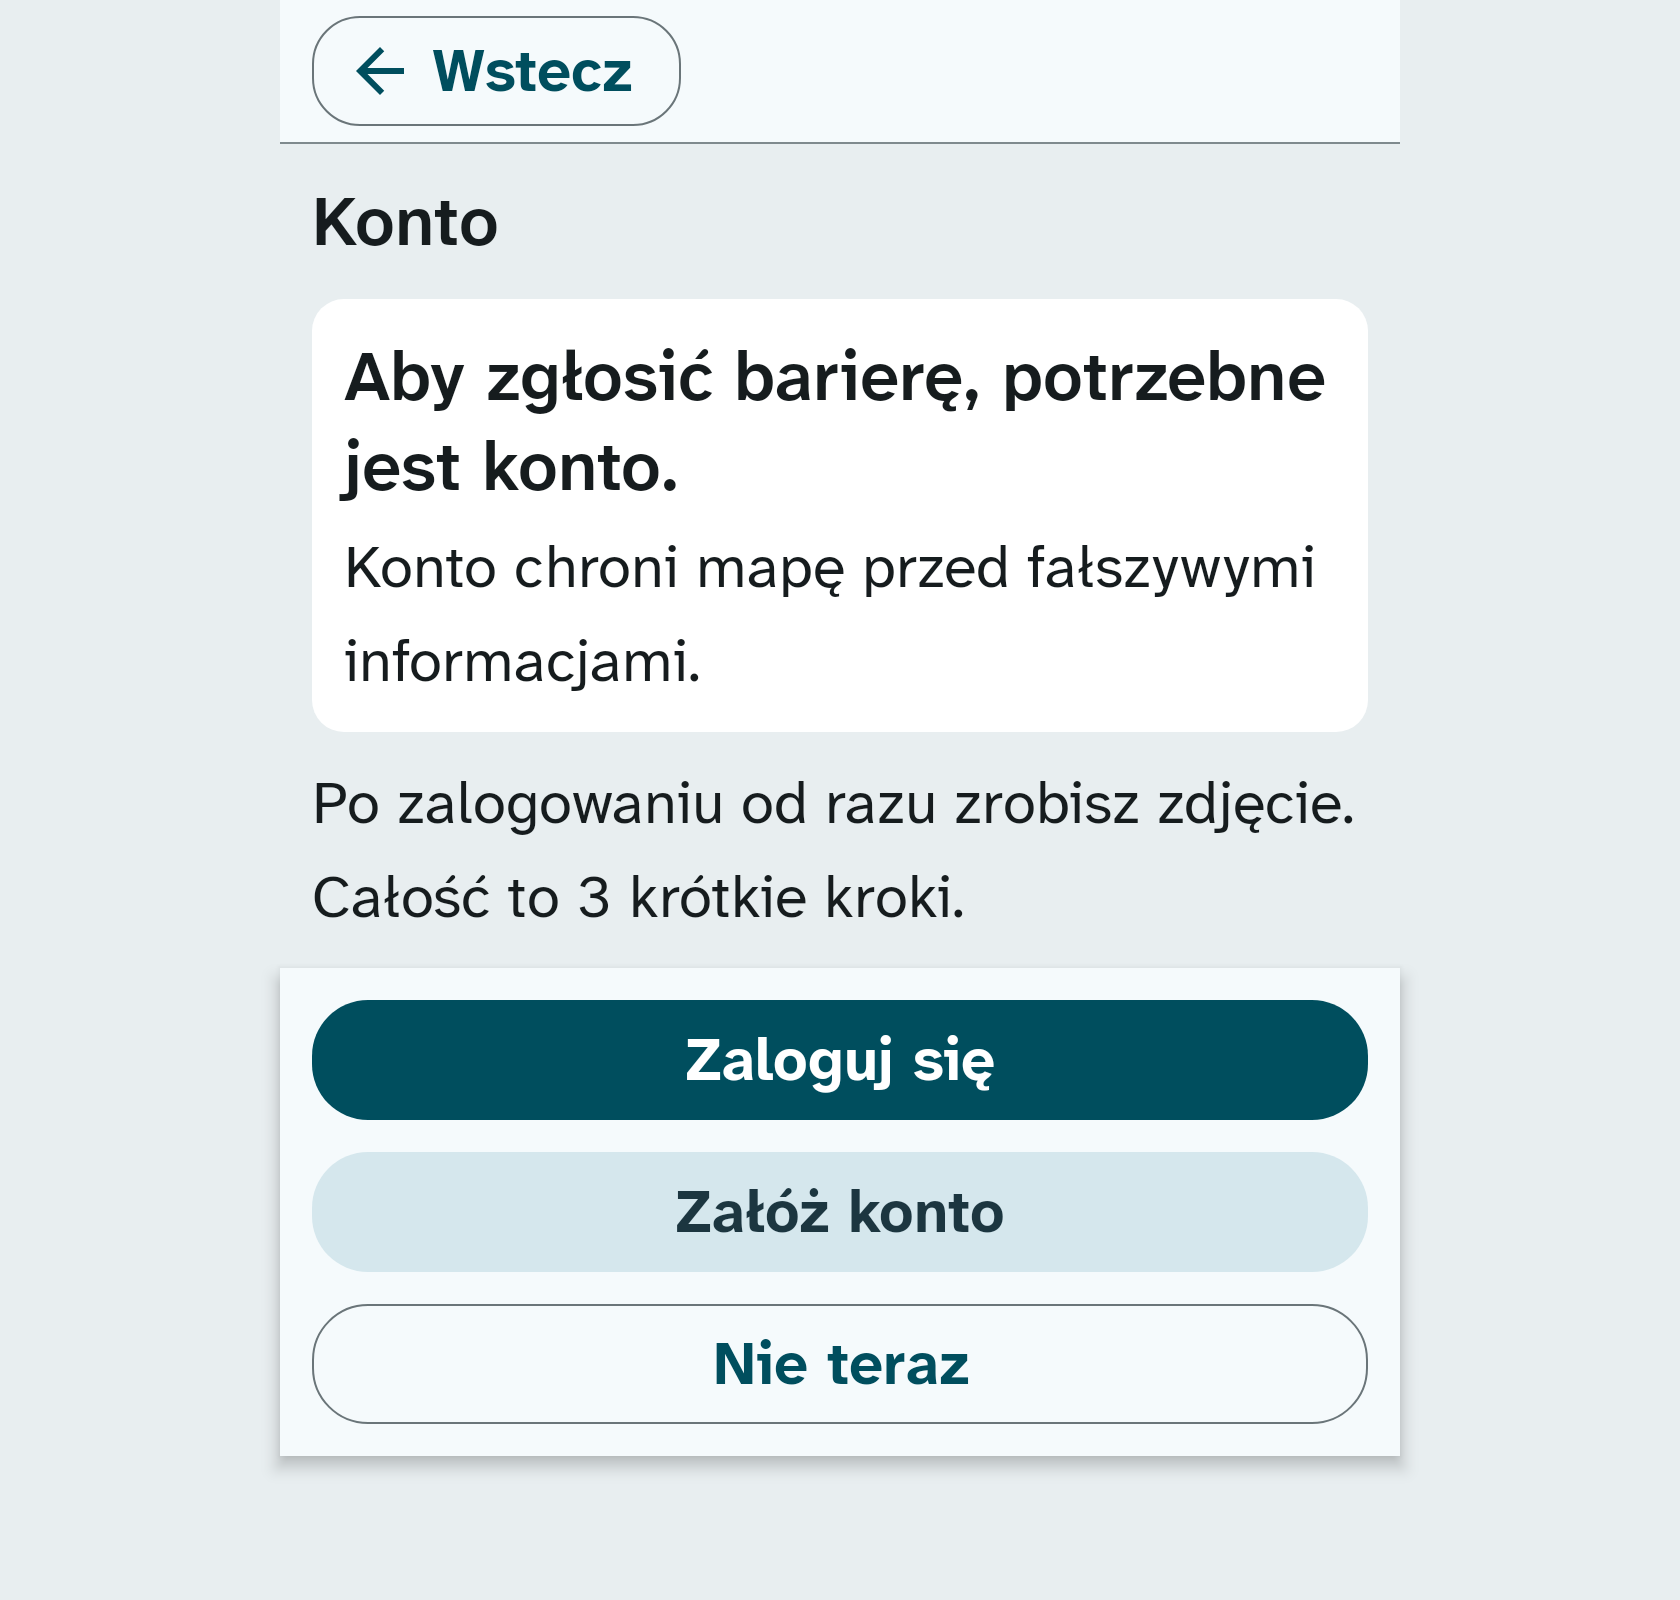 Wstecz
Konto
Aby zgłosić barierę, potrzebne
jest konto.
Konto chroni mapę przed fałszywymi
informacjami.
Po zalogowaniu od razu zrobisz zdjęcie.
Całość to 3 krótkie kroki.
Zaloguj się
Załóż konto
Nie teraz